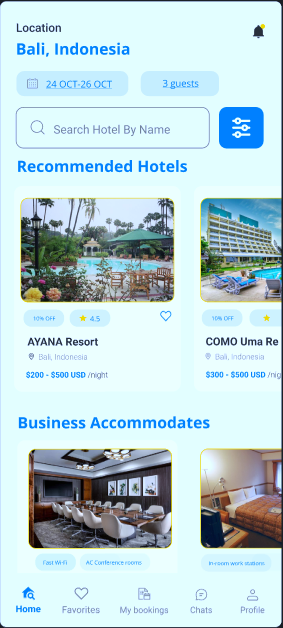 Location
Bali, Indonesia
24 OCT-26 OCT
3 guests
Search Hotel By Name
Recommended Hotels
10% OFF
4.5
10% OFF
AYANA Resort
COMO Uma Re
Bali, Indonesia
Bali, Indonesia
$200 - $500 USD /night
$300 - $500 USD /nig
Business Accommodates
Fast Wi-Fi
AC Conference rooms
In-room work stations
Home
Favorites
My bookings
Chats
Profile